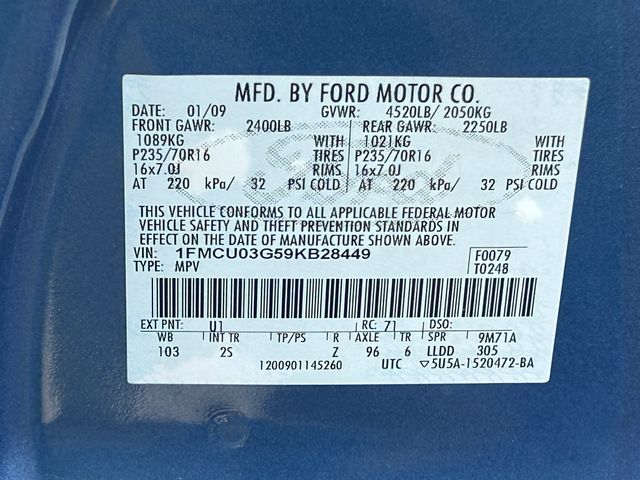 MFD. BY FORD MOTOR CO.
DATE: 01/09 GVWR: 4520LB/ 2050KG
FRONT GAWR: 2400LB REAR GAWR: 2250LB
1089KG WITH 1021KG WITH
P235/70R16 TIRES P235/70R16 TIRES
16x7.0J RIMS 16x7.0J RIMS
AT 220 kPa/ 32 PSI COLD AT 220 kPa/ 32 PSI COLD
THIS VEHICLE CONFORMS TO ALL APPLICABLE FEDERAL MOTOR
VEHICLE SAFETY AND THEFT PREVENTION STANDARDS IN
EFFECT ON THE DATE OF MANUFACTURE SHOWN ABOVE.
VIN: 1FMCU03G59KB28449 F0079
TYPE: MPV T0248
EXT PNT: U1 RC: 71 DSO:
WB INT TR TP/PS R AXLE TR SPR 9M71A
103 2S Z 96 6 LLDD 305
1200901145260 UTC ▽5U5A-1520472-BA